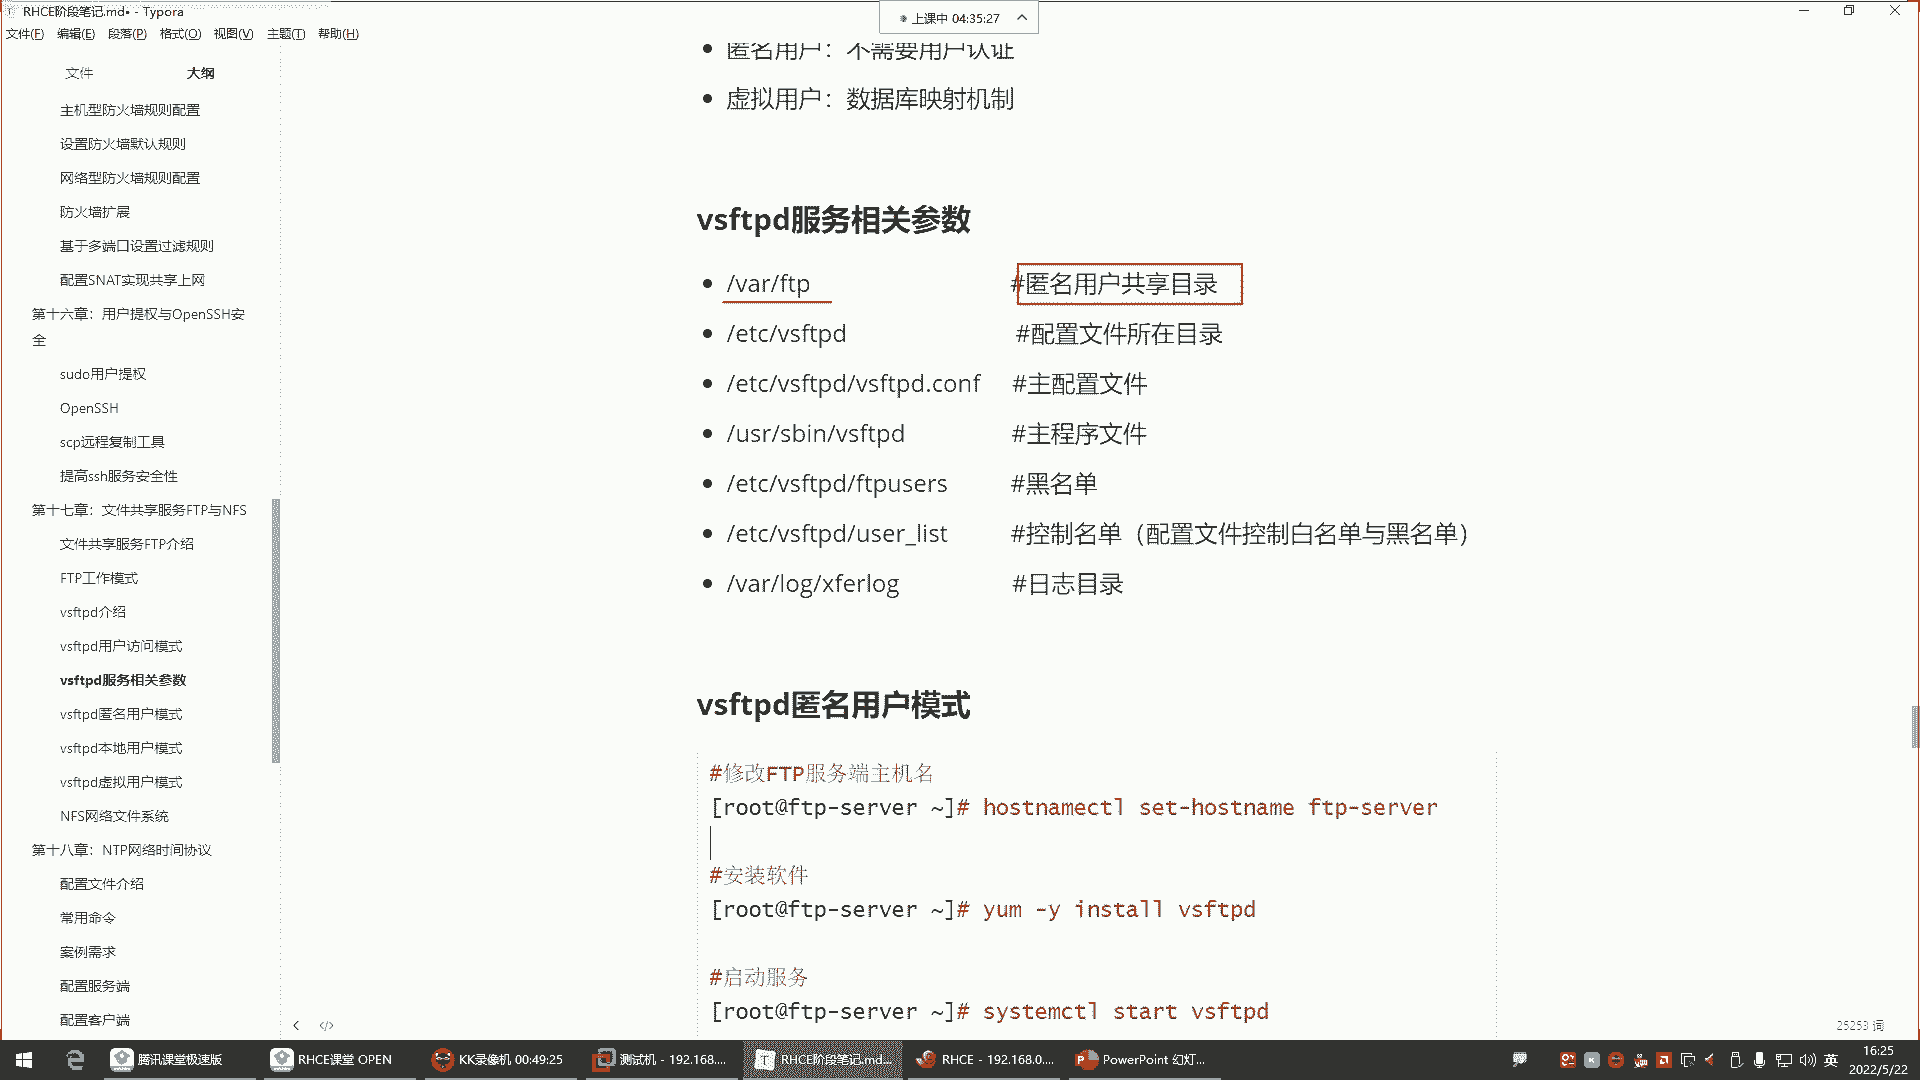 RHCE阶段笔记.md• - Typora
上课中 04:35:27
文件(F) 编辑(E) 段落(P) 格式(O) 视图(V) 主题(T) 帮助(H)
文件 大纲
主机型防火墙规则配置
设置防火墙默认规则
网络型防火墙规则配置
防火墙扩展
基于多端口设置过滤规则
配置SNAT实现共享上网
第十六章：用户提权与OpenSSH安
全
sudo用户提权
OpenSSH
scp远程复制工具
提高ssh服务安全性
第十七章：文件共享服务FTP与NFS
文件共享服务FTP介绍
FTP工作模式
vsftpd介绍
vsftpd用户访问模式
vsftpd服务相关参数
vsftpd匿名用户模式
vsftpd本地用户模式
vsftpd虚拟用户模式
NFS网络文件系统
第十八章：NTP网络时间协议
配置文件介绍
常用命令
案例需求
配置服务端
配置客户端
匿名用户：不需要用户认证
虚拟用户：数据库映射机制
vsftpd服务相关参数
/var/ftp #匿名用户共享目录
/etc/vsftpd #配置文件所在目录
/etc/vsftpd/vsftpd.conf #主配置文件
/usr/sbin/vsftpd #主程序文件
/etc/vsftpd/ftpusers #黑名单
/etc/vsftpd/user_list #控制名单（配置文件控制白名单与黑名单）
/var/log/xferlog #日志目录
vsftpd匿名用户模式
#修改FTP服务端主机名
[root@ftp-server ~]# hostnamectl set-hostname ftp-server
#安装软件
[root@ftp-server ~]# yum -y install vsftpd
#启动服务
[root@ftp-server ~]# systemctl start vsftpd
25253 词
腾讯课堂极速版
RHCE课堂 OPEN
KK录像机 00:49:25
测试机 - 192.168....
RHCE阶段笔记.md...
RHCE - 192.168.0....
PowerPoint 幻灯...
英
16:25
2022/5/22